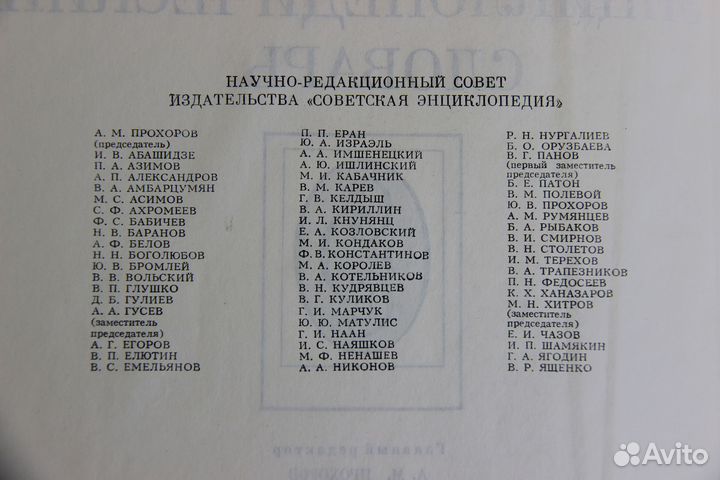 НАУЧНО-РЕДАКЦИОННЫЙ СОВЕТ
ИЗДАТЕЛЬСТВА «СОВЕТСКАЯ ЭНЦИКЛОПЕДИЯ»
А. М. ПРОХОРОВ
(председатель)
И. В. АБАШИДЗЕ
П. А. АЗИМОВ
А. П. АЛЕКСАНДРОВ
В. А. АМБАРЦУМЯН
М. С. АСИМОВ
С. Ф. АХРОМЕЕВ
Ф. С. БАБИЧЕВ
Н. В. БАРАНОВ
А. Ф. БЕЛОВ
Н. Н. БОГОЛЮБОВ
Ю. В. БРОМЛЕЙ
В. В. ВОЛЬСКИЙ
В. П. ГЛУШКО
Д. Б. ГУЛИЕВ
А. А. ГУСЕВ
(заместитель
председателя)
А. Г. ЕГОРОВ
В. П. ЕЛЮТИН
В. С. ЕМЕЛЬЯНОВ
П. П. ЕРАН
Ю. А. ИЗРАЭЛЬ
А. А. ИМШЕНЕЦКИЙ
А. Ю. ИШЛИНСКИЙ
М. И. КАБАЧНИК
В. М. КАРЕВ
Г. В. КЕЛДЫШ
В. А. КИРИЛЛИН
И. Л. КНУНЯНЦ
Е. А. КОЗЛОВСКИЙ
М. И. КОНДАКОВ
Ф. В. КОНСТАНТИНОВ
М. А. КОРОЛЕВ
В. А. КОТЕЛЬНИКОВ
В. Н. КУДРЯВЦЕВ
В. Г. КУЛИКОВ
Г. И. МАРЧУК
Ю. Ю. МАТУЛИС
Г. И. НААН
И. С. НАЯШКОВ
М. Ф. НЕНАШЕВ
А. А. НИКОНОВ
Р. Н. НУРГАЛИЕВ
Б. О. ОРУЗБАЕВА
В. Г. ПАНОВ
(первый заместитель
председателя)
Б. Е. ПАТОН
В. М. ПОЛЕВОЙ
Ю. В. ПРОХОРОВ
А. М. РУМЯНЦЕВ
Б. А. РЫБАКОВ
В. И. СМИРНОВ
В. Н. СТОЛЕТОВ
И. М. ТЕРЕХОВ
В. А. ТРАПЕЗНИКОВ
П. Н. ФЕДОСЕЕВ
К. Х. ХАНАЗАРОВ
М. Н. ХИТРОВ
(заместитель
председателя)
Е. И. ЧАЗОВ
И. П. ШАМЯКИН
Г. А. ЯГОДИН
В. Р. ЯЩЕНКО
Avito